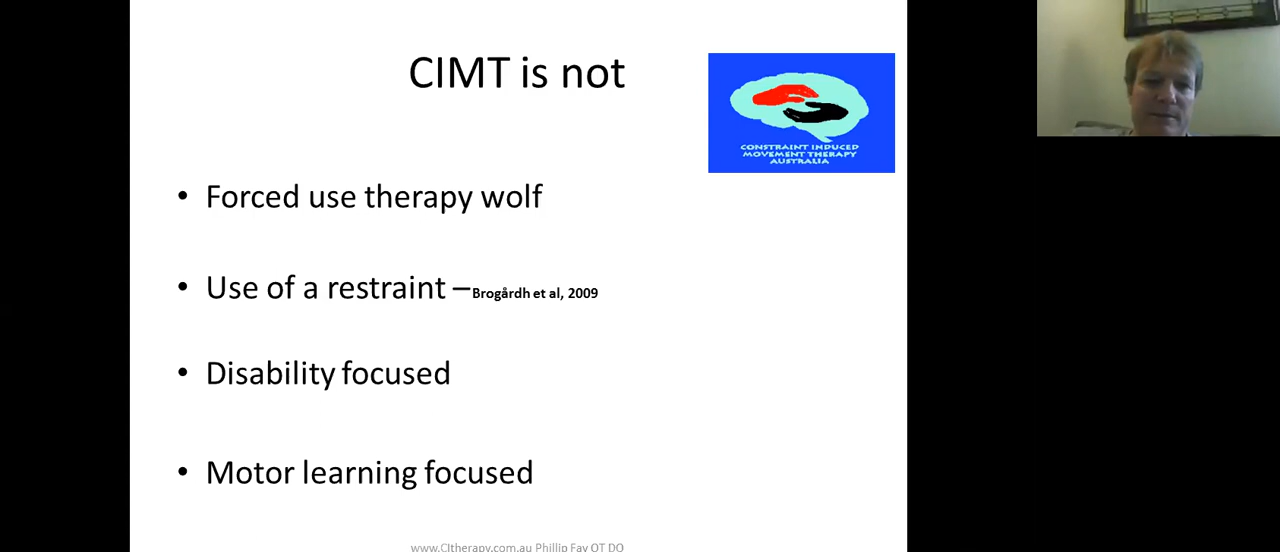 CIMT is not
CONSTRAINT INDUCED
MOVEMENT THERAPY
AUSTRALIA
• Forced use therapy wolf
• Use of a restraint –Brogårdh et al, 2009
• Disability focused
• Motor learning focused
www.CItherapy.com.au Phillip Fay OT DO